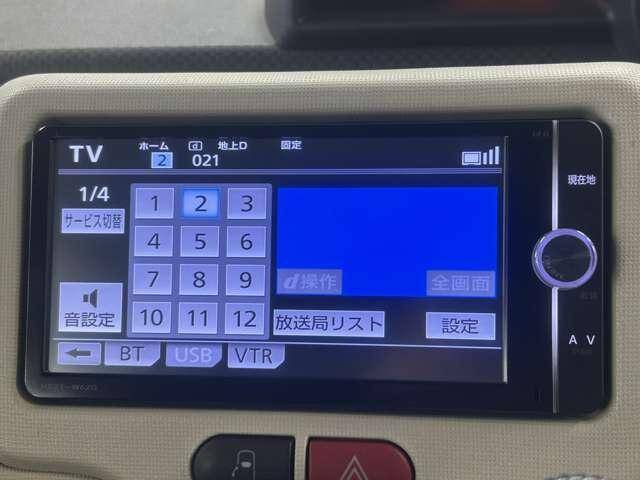 TV ホーム 2 d 地上D 021 固定
1/4
サービス切替
1 2 3
4 5 6
7 8 9
10 11 12
音設定
d操作 全画面
放送局リスト 設定
BT USB VTR
現在地
AV